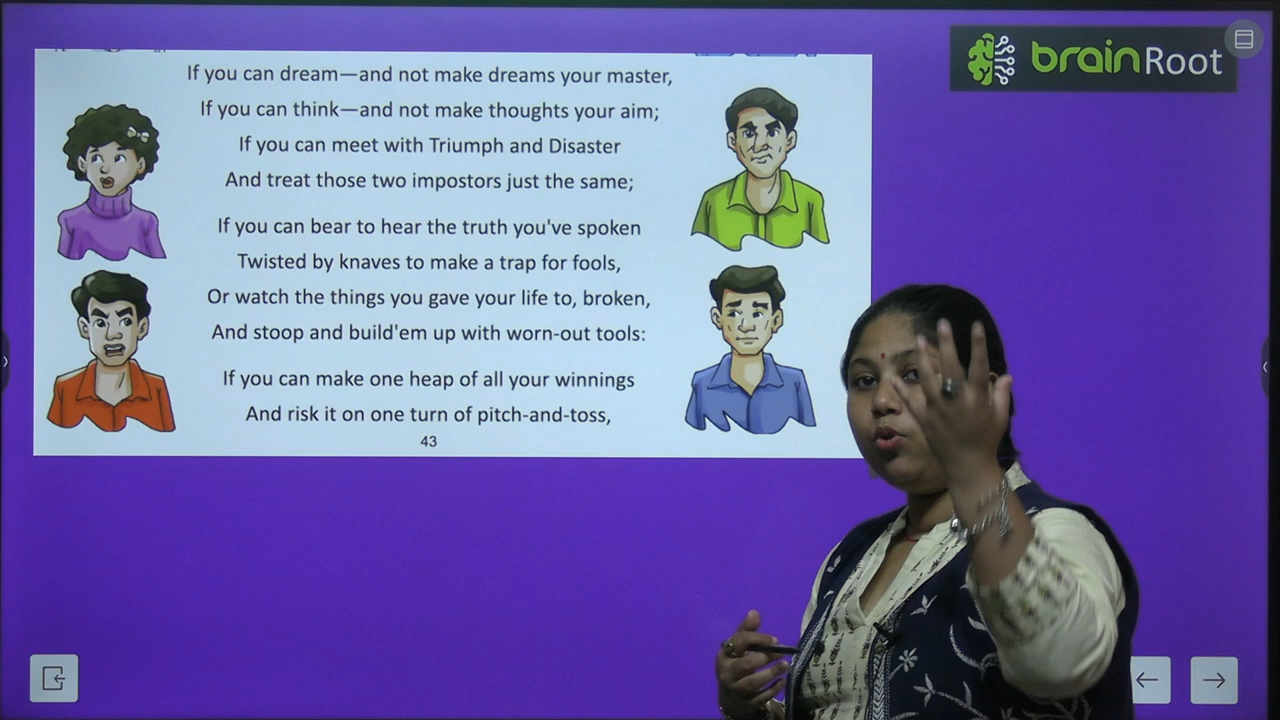 brainRoot
If you can dream—and not make dreams your master,
If you can think—and not make thoughts your aim;
If you can meet with Triumph and Disaster
And treat those two impostors just the same;
If you can bear to hear the truth you've spoken
Twisted by knaves to make a trap for fools,
Or watch the things you gave your life to, broken,
And stoop and build'em up with worn-out tools:
If you can make one heap of all your winnings
And risk it on one turn of pitch-and-toss,
43